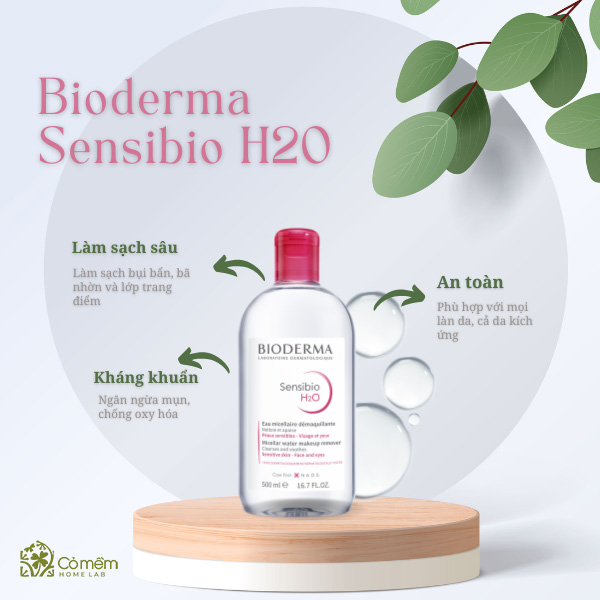 Bioderma
Sensibio H2O
Làm sạch sâu
Làm sạch bụi bẩn, bã
nhờn và lớp trang
điểm
An toàn
Phù hợp với mọi
làn da, cả da kích
ứng
Kháng khuẩn
Ngăn ngừa mụn,
chống oxy hóa
BIODERMA
LABORATOIRE DERMATOLOGIQUE
Sensibio
H2O
Eau micellaire démaquillante
Nettoie et apaise
Peaux sensibles - Visage et yeux
Micellar water makeup remover
Cleanses and soothes
Sensitive skin - Face and eyes
500 ml e 16.7 FL.OZ.
Cỏ mềm
HOME LAB